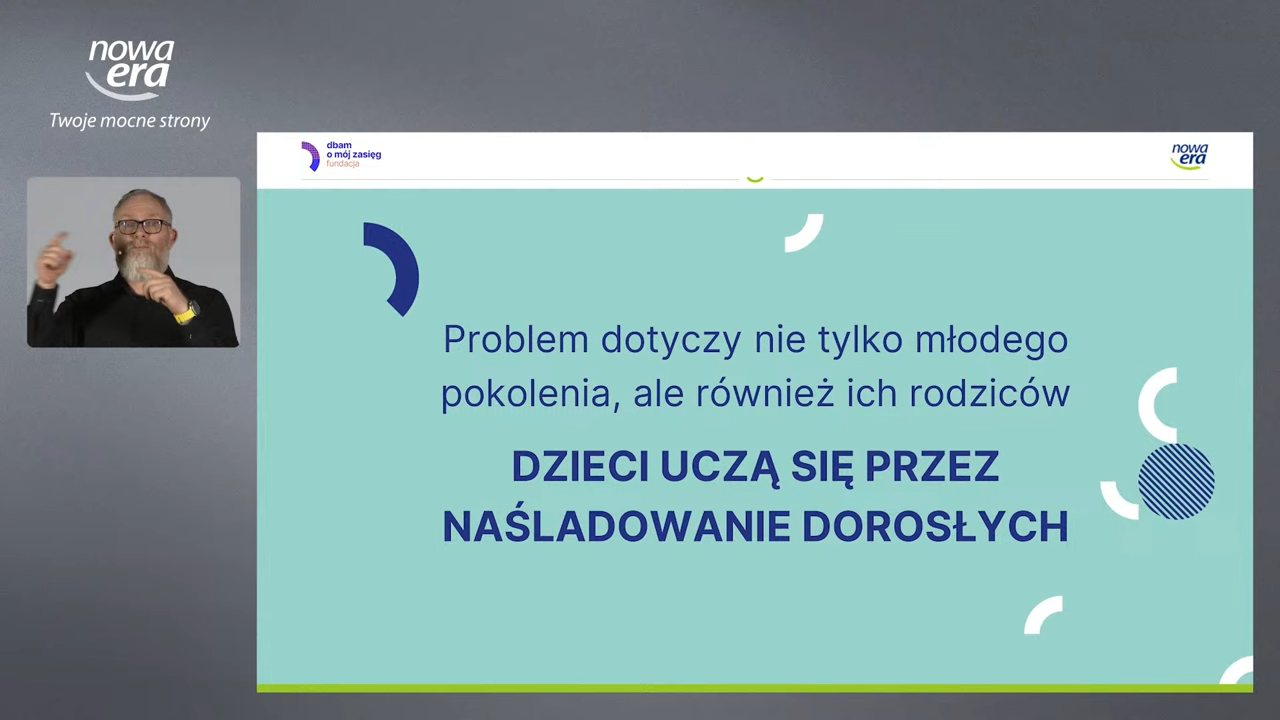 nowa
era
Twoje mocne strony
dbam
o mój zasięg
fundacja
nowa
era
Problem dotyczy nie tylko młodego
pokolenia, ale również ich rodziców
DZIECI UCZĄ SIĘ PRZEZ
NAŚLADOWANIE DOROSŁYCH